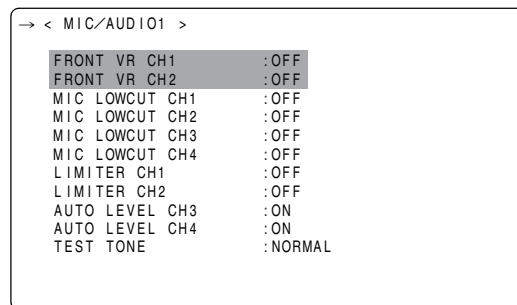 → < MIC/AUDIO1 >
FRONT VR CH1 :OFF
FRONT VR CH2 :OFF
MIC LOWCUT CH1 :OFF
MIC LOWCUT CH2 :OFF
MIC LOWCUT CH3 :OFF
MIC LOWCUT CH4 :OFF
LIMITER CH1 :OFF
LIMITER CH2 :OFF
AUTO LEVEL CH3 :ON
AUTO LEVEL CH4 :ON
TEST TONE :NORMAL